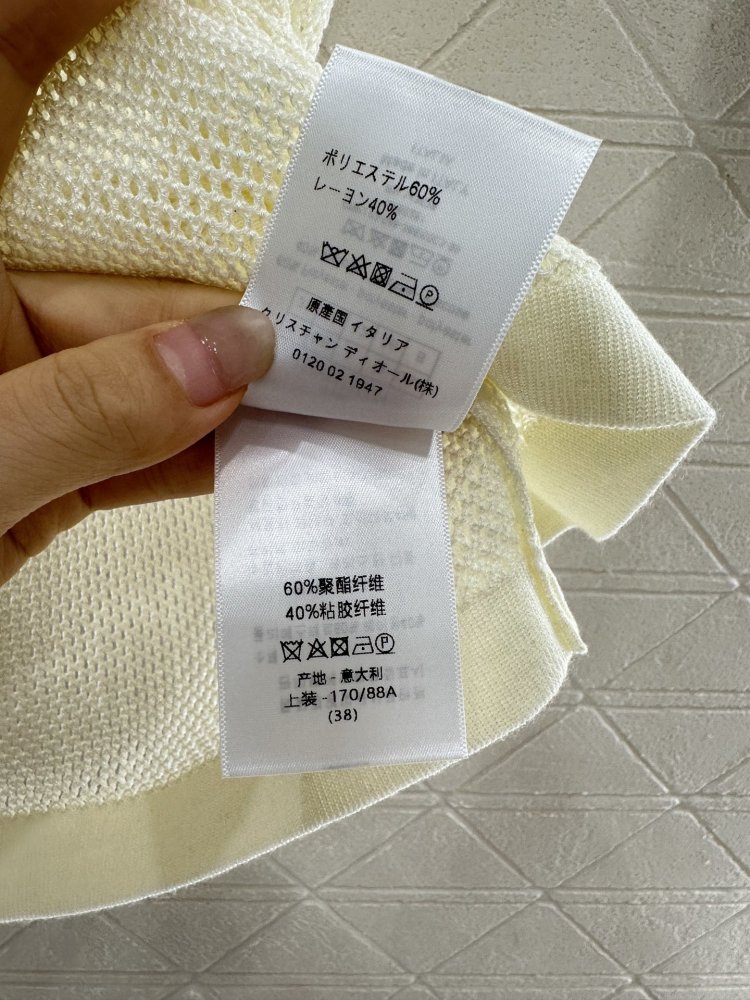 ポリエステル60%
レーヨン40%
原産国 イタリア
クリスチャン ディオール(株)
0120 02 1947
60%聚酯纤维
40%粘胶纤维
产地 - 意大利
上装 -170/88A
(38)